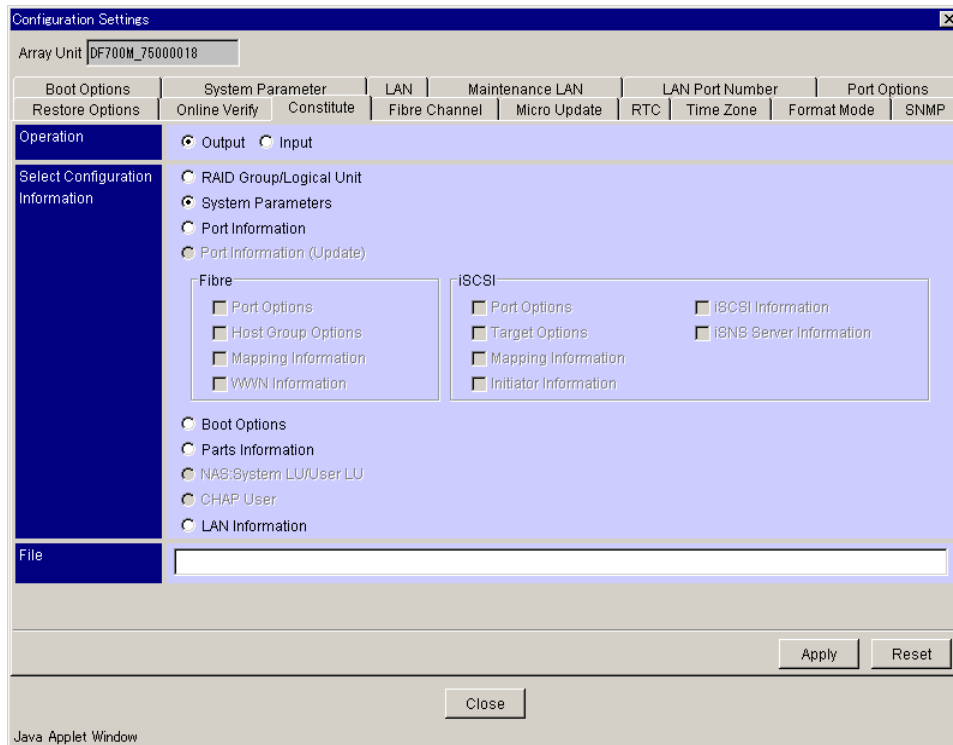 Configuration Settings
Array Unit DF700M_75000018
Boot Options System Parameter LAN Maintenance LAN LAN Port Number Port Options
Restore Options Online Verify Constitute Fibre Channel Micro Update RTC Time Zone Format Mode SNMP
Operation
Output Input
Select Configuration Information
RAID Group/Logical Unit
System Parameters
Port Information
Port Information (Update)
Fibre
Port Options
Host Group Options
Mapping Information
WWN Information
iSCSI
Port Options iSCSI Information
Target Options iSNS Server Information
Mapping Information
Initiator Information
Boot Options
Parts Information
NAS:System LU/User LU
CHAP User
LAN Information
File
Apply Reset
Close
Java Applet Window